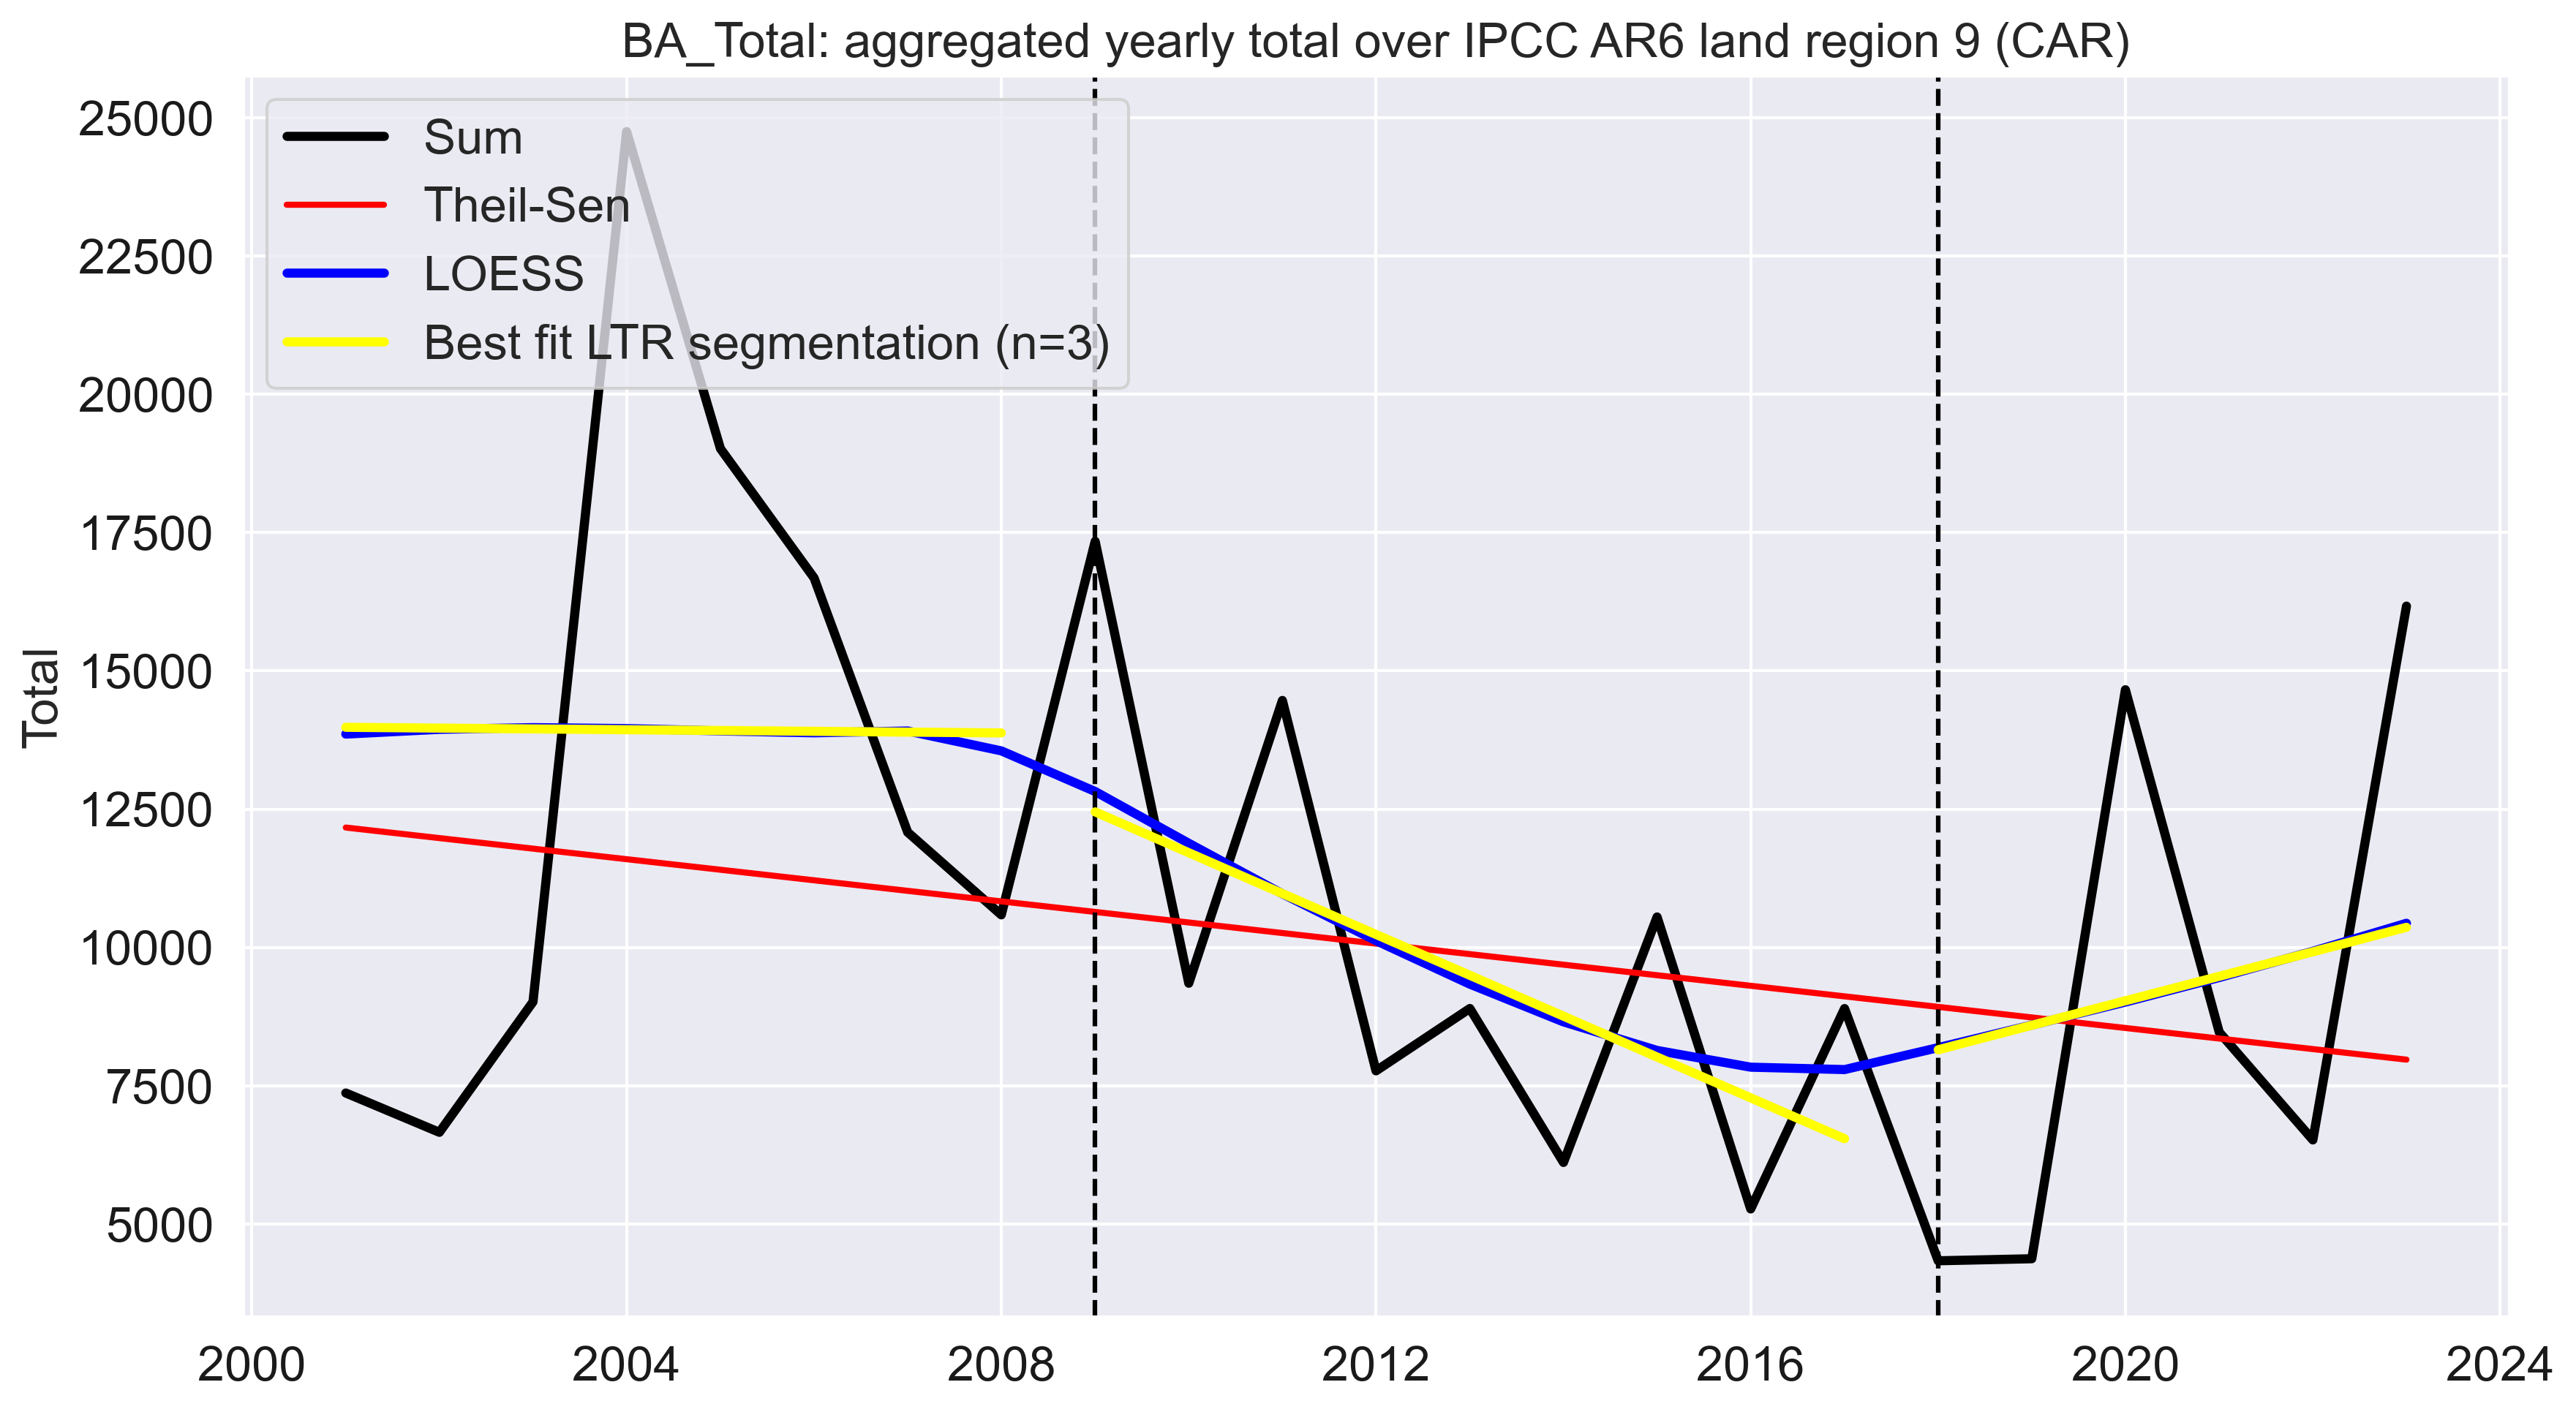 BA_Total: aggregated yearly total over IPCC AR6 land region 9 (CAR)
25000
22500
20000
17500
15000
12500
10000
7500
5000
Total
Sum
Theil-Sen
LOESS
Best fit LTR segmentation (n=3)
2000 2004 2008 2012 2016 2020 2024